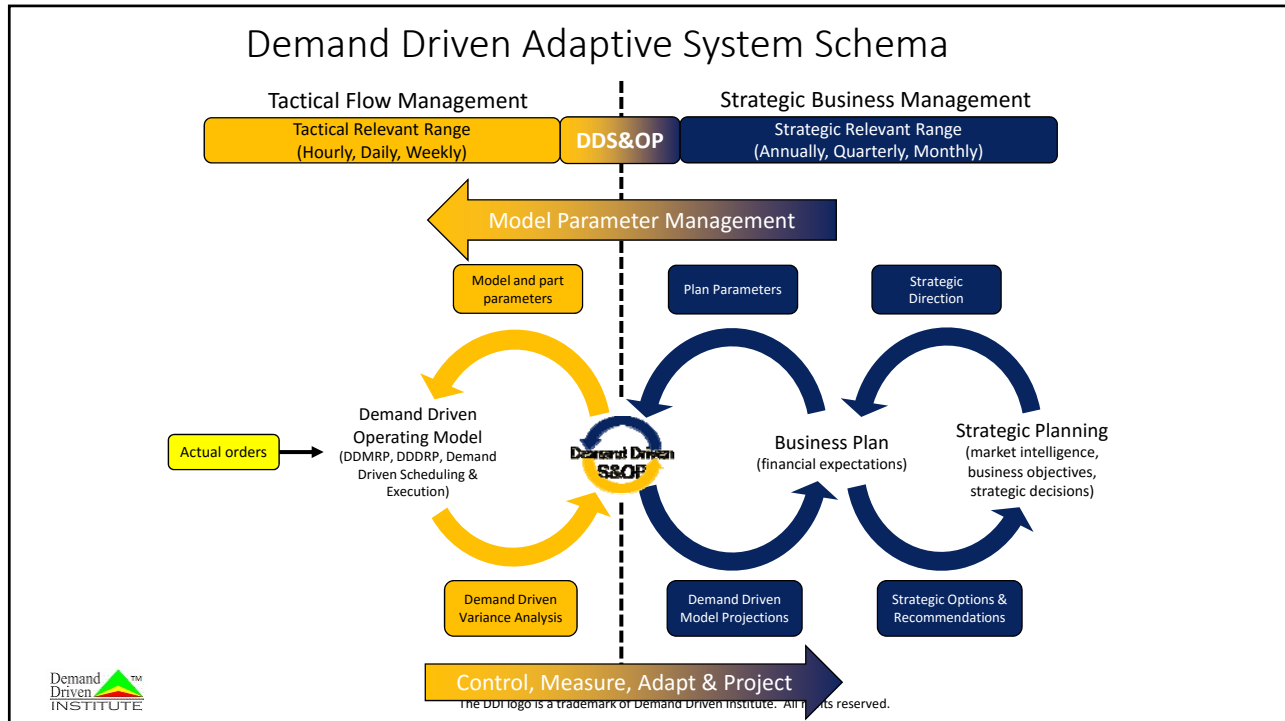 Demand Driven Adaptive System Schema
Tactical Flow Management
Strategic Business Management
Tactical Relevant Range
(Hourly, Daily, Weekly)
DDS&OP
Strategic Relevant Range
(Annually, Quarterly, Monthly)
Model Parameter Management
Model and part
parameters
Plan Parameters
Strategic
Direction
Actual orders
Demand Driven
Operating Model
(DDMRP, DDDRP, Demand
Driven Scheduling &
Execution)
Demand Driven
S&OP
Business Plan
(financial expectations)
Strategic Planning
(market intelligence,
business objectives,
strategic decisions)
Demand Driven
Variance Analysis
Demand Driven
Model Projections
Strategic Options &
Recommendations
Control, Measure, Adapt & Project
Demand
Driven
INSTITUTE
TM
The DDI logo is a trademark of Demand Driven Institute. All rights reserved.